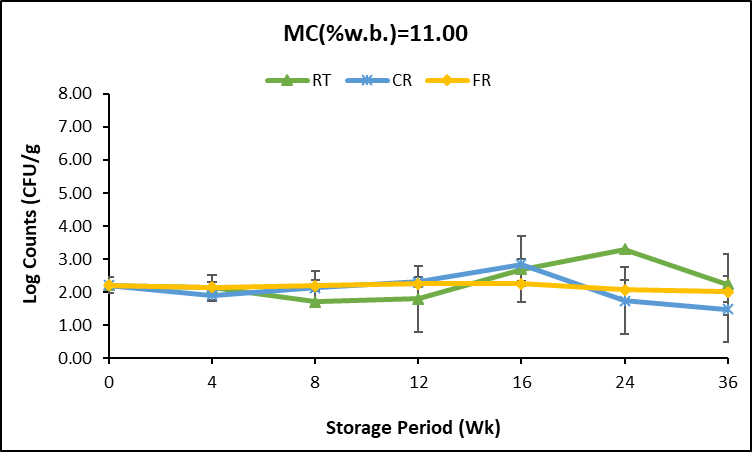 MC(%w.b.)=11.00
RT CR FR
8.00
7.00
6.00
5.00
4.00
3.00
2.00
1.00
0.00
Log Counts (CFU/g)
0 4 8 12 16 24 36
Storage Period (Wk)